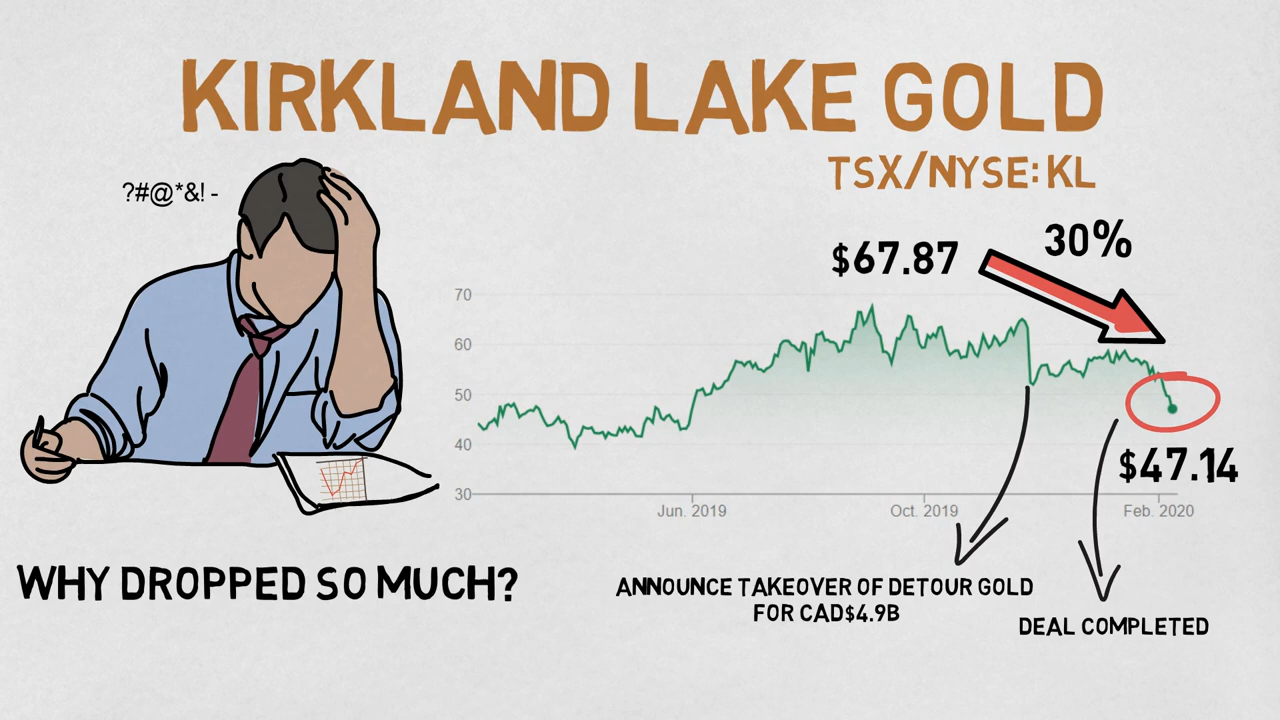 KIRKLAND LAKE GOLD
TSX/NYSE: KL
?#@*&! -
$67.87
30%
70
60
50
40
30
$47.14
Jun. 2019
Oct. 2019
Feb. 2020
WHY DROPPED SO MUCH?
ANNOUNCE TAKEOVER OF DETOUR GOLD
FOR CAD$4.9B
DEAL COMPLETED